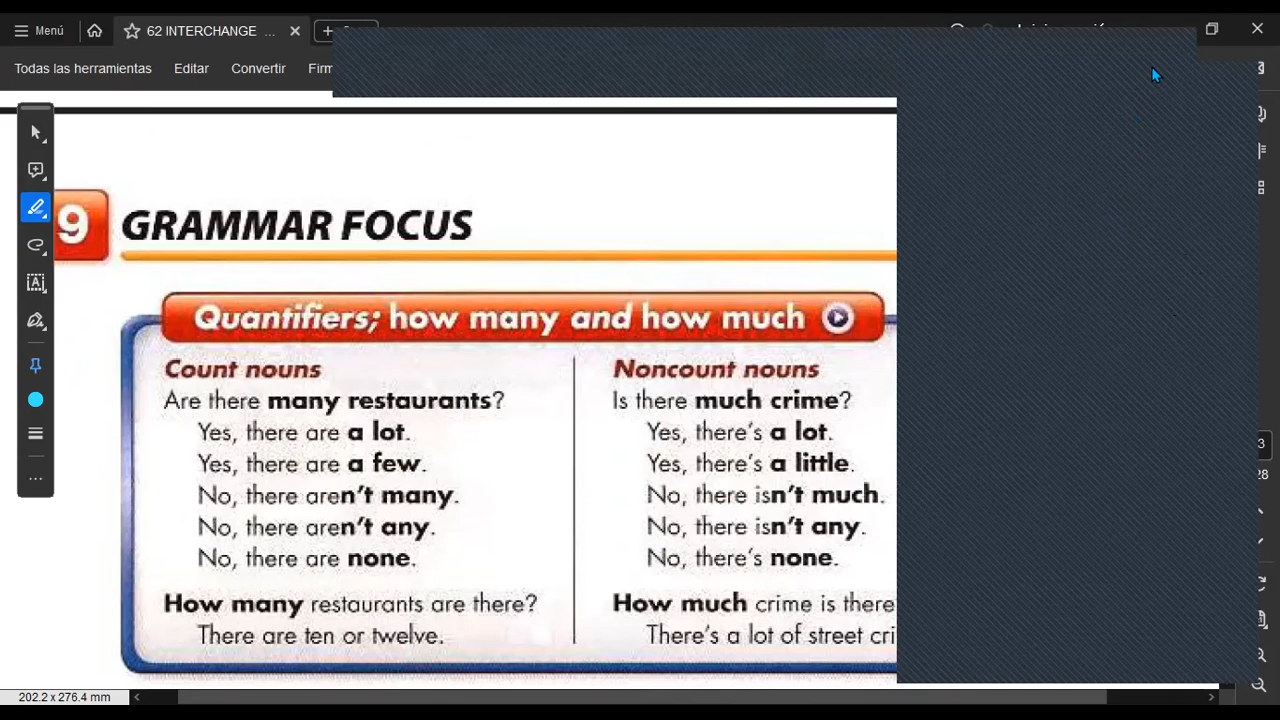 Menú
62 INTERCHANGE ...
Todas las herramientas Editar Convertir
9 GRAMMAR FOCUS
Quantifiers; how many and how much
Count nouns
Are there many restaurants?
Yes, there are a lot.
Yes, there are a few.
No, there aren't many.
No, there aren't any.
No, there are none.
How many restaurants are there?
There are ten or twelve.
Noncount nouns
Is there much crime?
Yes, there's a lot.
Yes, there's a little.
No, there isn't much.
No, there isn't any.
No, there's none.
How much crime is there
There's a lot of street
3
28
202.2 x 276.4 mm